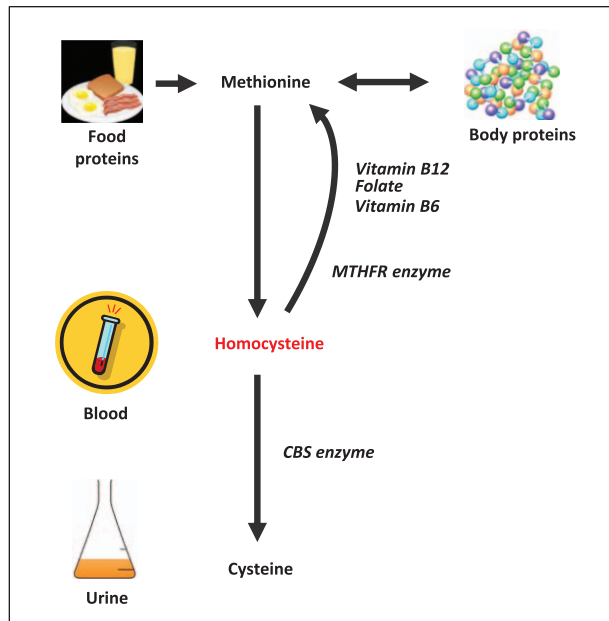 Methionine
Food
proteins
Body proteins
Vitamin B12
Folate
Vitamin B6
MTHFR enzyme
Homocysteine
Blood
CBS enzyme
Cysteine
Urine